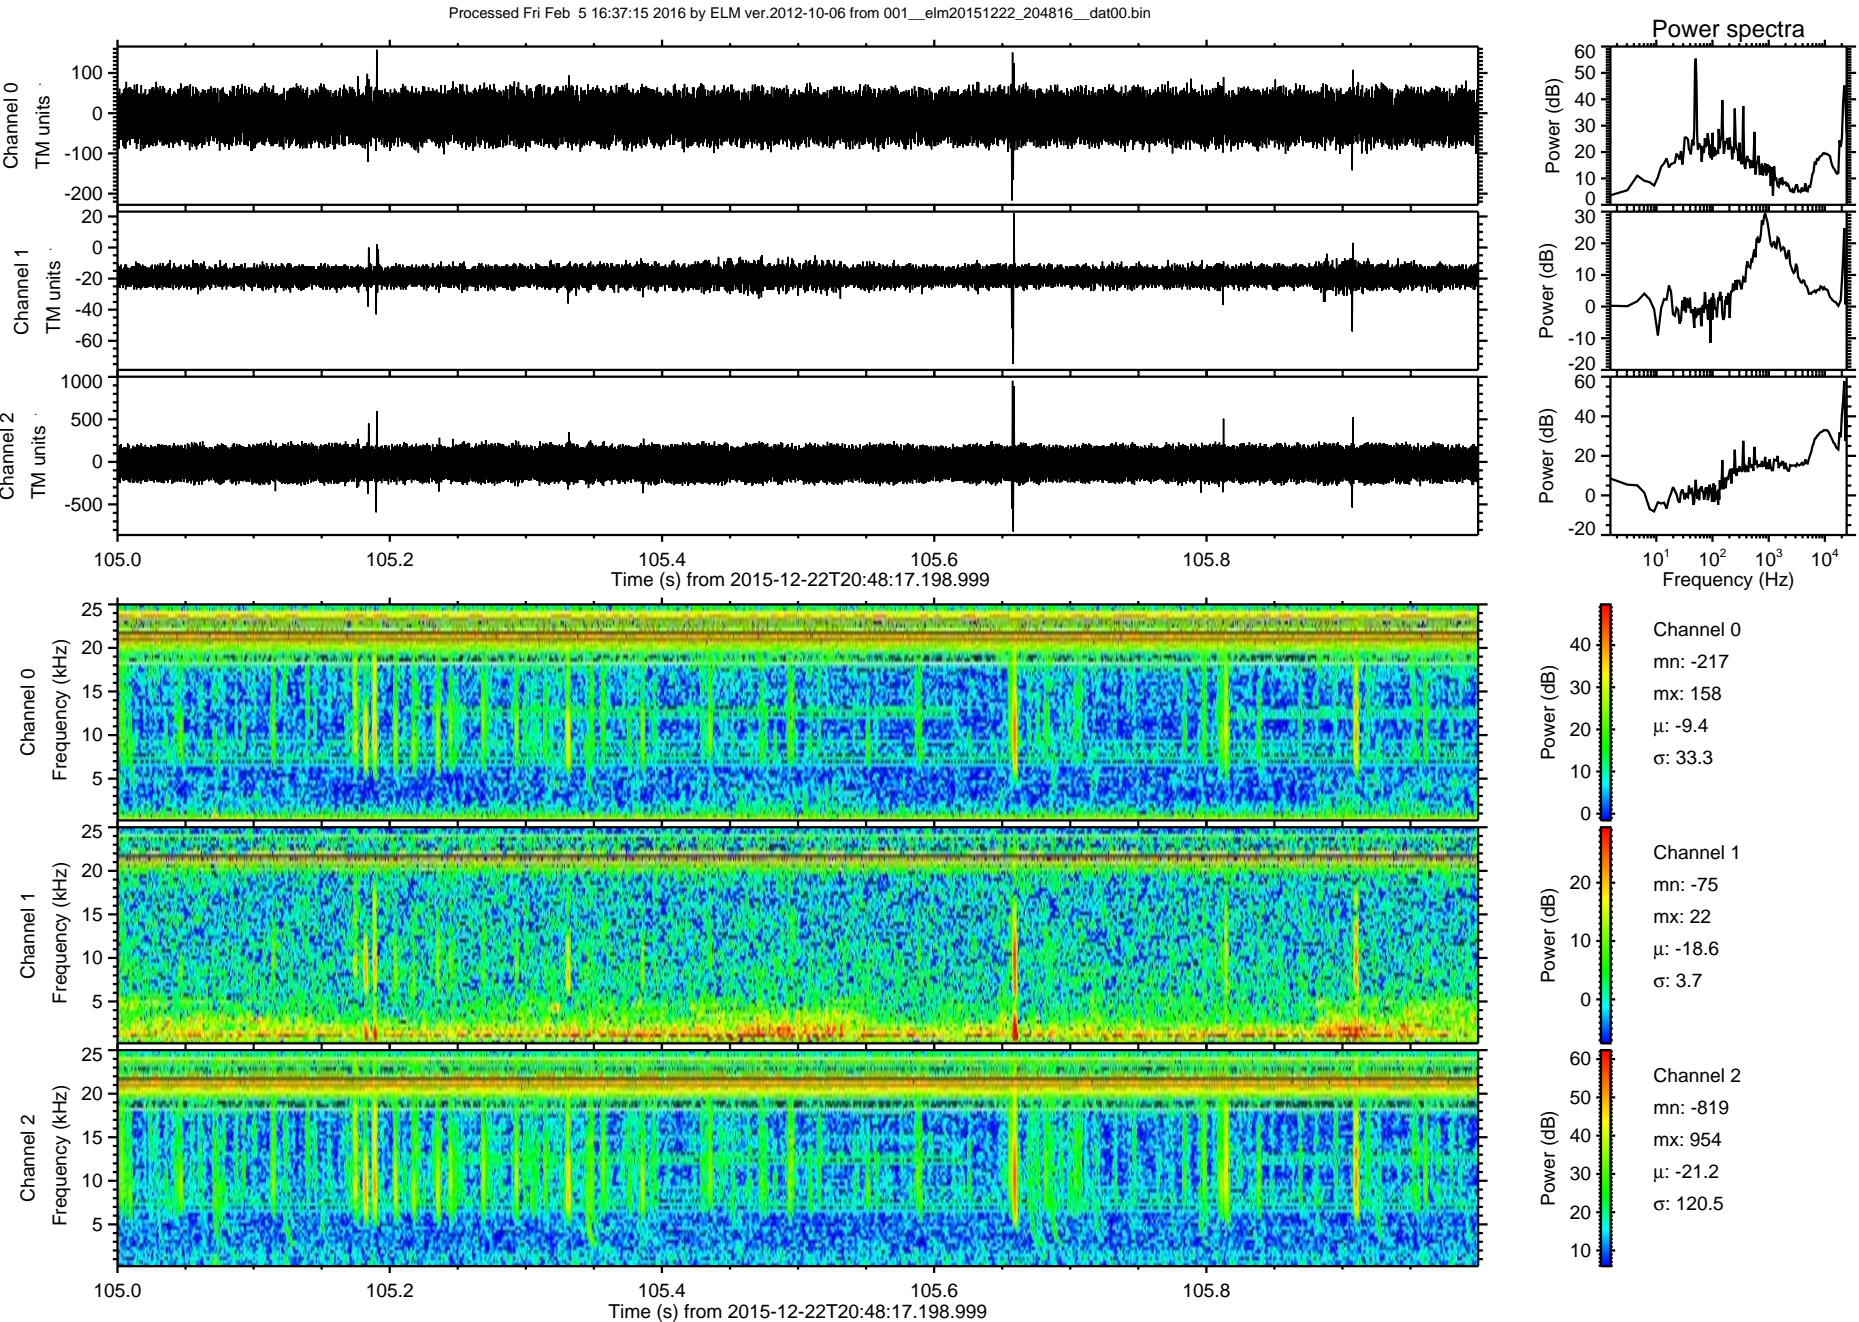 Processed Fri Feb 5 16:37:15 2016 by ELM ver.2012-10-06 from 001__elm20151222_204816__dat00.bin
Power spectra
Channel 0
TM units
100
0
-100
-200
Power (dB)
60
50
40
30
20
10
0
Channel 1
TM units
20
0
-20
-40
-60
Power (dB)
30
20
10
0
-10
-20
Channel 2
TM units
1000
500
0
-500
Power (dB)
60
40
20
0
-20
105.0 105.2 105.4 105.6 105.8
Time (s) from 2015-12-22T20:48:17.198.999
10^1 10^2 10^3 10^4
Frequency (Hz)
Channel 0
Frequency (kHz)
25
20
15
10
5
Power (dB)
40
30
20
10
0
Channel 0
mn: -217
mx: 158
μ: -9.4
σ: 33.3
Channel 1
Frequency (kHz)
25
20
15
10
5
Power (dB)
20
10
0
Channel 1
mn: -75
mx: 22
μ: -18.6
σ: 3.7
Channel 2
Frequency (kHz)
25
20
15
10
5
Power (dB)
60
50
40
30
20
10
Channel 2
mn: -819
mx: 954
μ: -21.2
σ: 120.5
105.0 105.2 105.4 105.6 105.8
Time (s) from 2015-12-22T20:48:17.198.999